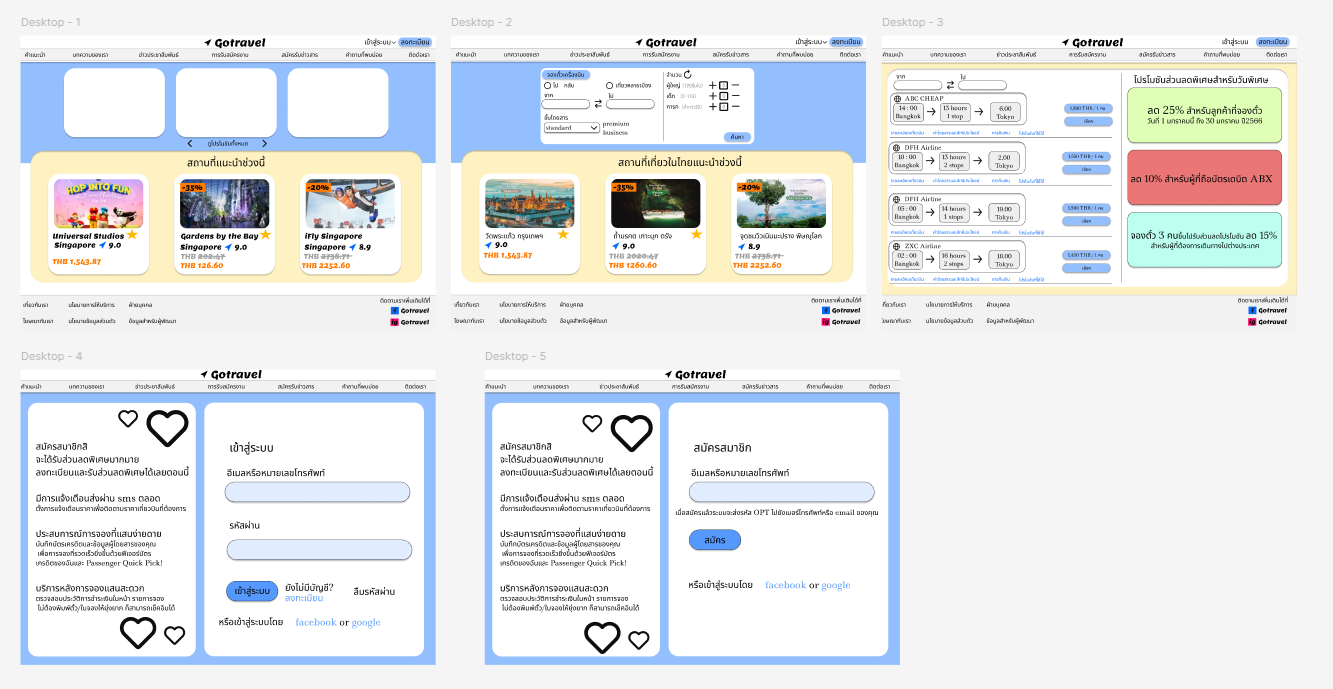 Desktop - 1
Gotravel
เข้าสู่ระบบ ลงทะเบียน
คำแนะนำ บทความของเรา ข่าวประชาสัมพันธ์ การรับสมัครงาน สมัครรับข่าวสาร คำถามที่พบบ่อย ติดต่อเรา
ดูโปรโมชั่นทั้งหมด
สถานที่แนะนำช่วงนี้
HOP INTO FUN
Universal Studios
Singapore 9.0
THB 1,543.87
-35%
Gardens by the Bay
Singapore 9.0
THB 202.47
THB 126.60
-20%
iFly Singapore
Singapore 8.9
THB 2758.71
THB 2252.60
เกี่ยวกับเรา นโยบายการให้บริการ ฝ่ายบุคคล
โฆษณากับเรา นโยบายข้อมูลส่วนตัว ข้อมูลสำหรับผู้พัฒนา
ติดตามเราเพิ่มเติมได้ที่
f Gotravel
ig Gotravel
Desktop - 2
Gotravel
เข้าสู่ระบบ ลงทะเบียน
คำแนะนำ บทความของเรา ข่าวประชาสัมพันธ์ การรับสมัครงาน สมัครรับข่าวสาร คำถามที่พบบ่อย ติดต่อเรา
จองตั๋วเครื่องบิน
ไป กลับ เที่ยวหลายเมือง
จาก ไป
ชั้นโดยสาร
standard
premium
business
จำนวน
ผู้ใหญ่
เด็ก
ทารก
ค้นหา
สถานที่เที่ยวในไทยแนะนำช่วงนี้
วัดพระแก้ว กรุงเทพฯ
9.0
THB 1,543.87
-35%
ถ้ำมรกต เกาะมุก ตรัง
9.0
THB 2020.47
THB 1260.60
-20%
จุดชมวิวเนินมะปราง พิษณุโลก
8.9
THB 2758.71
THB 2252.60
เกี่ยวกับเรา นโยบายการให้บริการ ฝ่ายบุคคล
โฆษณากับเรา นโยบายข้อมูลส่วนตัว ข้อมูลสำหรับผู้พัฒนา
ติดตามเราเพิ่มเติมได้ที่
f Gotravel
ig Gotravel
Desktop - 3
Gotravel
เข้าสู่ระบบ ลงทะเบียน
คำแนะนำ บทความของเรา ข่าวประชาสัมพันธ์ การรับสมัครงาน สมัครรับข่าวสาร คำถามที่พบบ่อย ติดต่อเรา
จาก ไป
ABC CHEAP
14 : 00 Bangkok
13 hours 1 stop
6.00 Tokyo
1,200 THB / 1 คน
เลือก
DFH Airline
10 : 00 Bangkok
13 hours 2 stops
2.00 Tokyo
1,550 THB / 1 คน
เลือก
DFH Airline
05 : 00 Bangkok
14 hours 1 stops
19.00 Tokyo
1,300 THB / 1 คน
เลือก
ZXC Airline
02 : 00 Bangkok
16 hours 2 stops
18.00 Tokyo
1,450 THB / 1 คน
เลือก
โปรโมชันส่วนลดพิเศษสำหรับวันพิเศษ
ลด 25% สำหรับลูกค้าที่จองตั๋ว
วันที่ 1 มกราคมนี้ ถึง 30 มกราคม ปี2566
ลด 10% สำหรับผู้ที่ถือบัตรเดบิต ABX
จองตั๋ว 3 คนขึ้นไปรับส่วนลดโปรโมชัน ลด 15%
สำหรับผู้ที่ต้องการเดินทางไปต่างประเทศ
เกี่ยวกับเรา นโยบายการให้บริการ ฝ่ายบุคคล
โฆษณากับเรา นโยบายข้อมูลส่วนตัว ข้อมูลสำหรับผู้พัฒนา
ติดตามเราเพิ่มเติมได้ที่
f Gotravel
ig Gotravel
Desktop - 4
Gotravel
คำแนะนำ บทความของเรา ข่าวประชาสัมพันธ์ การรับสมัครงาน สมัครรับข่าวสาร คำถามที่พบบ่อย ติดต่อเรา
สมัครสมาชิกสิ
จะได้รับส่วนลดพิเศษมากมาย
ลงทะเบียนและรับส่วนลดพิเศษได้เลยตอนนี้
มีการแจ้งเตือนส่งผ่าน sms ตลอด
ตั้งการเตือนราคาเพื่อติดตามราคาเที่ยวบินที่ต้องการ
ประสบการณ์การจองที่แสนง่ายดาย
บันทึกบัตรเครดิตและข้อมูลผู้โดยสารของคุณ
เพื่อการจองที่รวดเร็วยิ่งขึ้นด้วยฟีเจอร์บัตร
เครดิตของฉันและ Passenger Quick Pick!
บริการหลังการจองแสนสะดวก
ตรวจสอบประวัติการชำระเงินในหน้า รายการจอง
ไม่ต้องพิมพ์ตั๋ว/ใบจองให้ยุ่งยาก ก็สามารถเช็คอินได้
เข้าสู่ระบบ
อีเมลหรือหมายเลขโทรศัพท์
รหัสผ่าน
เข้าสู่ระบบ
ยังไม่มีบัญชี?
ลงทะเบียน
ลืมรหัสผ่าน
หรือเข้าสู่ระบบโดย facebook or google
Desktop - 5
Gotravel
คำแนะนำ บทความของเรา ข่าวประชาสัมพันธ์ การรับสมัครงาน สมัครรับข่าวสาร คำถามที่พบบ่อย ติดต่อเรา
สมัครสมาชิกสิ
จะได้รับส่วนลดพิเศษมากมาย
ลงทะเบียนและรับส่วนลดพิเศษได้เลยตอนนี้
มีการแจ้งเตือนส่งผ่าน sms ตลอด
ตั้งการเตือนราคาเพื่อติดตามราคาเที่ยวบินที่ต้องการ
ประสบการณ์การจองที่แสนง่ายดาย
บันทึกบัตรเครดิตและข้อมูลผู้โดยสารของคุณ
เพื่อการจองที่รวดเร็วยิ่งขึ้นด้วยฟีเจอร์บัตร
เครดิตของฉันและ Passenger Quick Pick!
บริการหลังการจองแสนสะดวก
ตรวจสอบประวัติการชำระเงินในหน้า รายการจอง
ไม่ต้องพิมพ์ตั๋ว/ใบจองให้ยุ่งยาก ก็สามารถเช็คอินได้
สมัครสมาชิก
อีเมลหรือหมายเลขโทรศัพท์
เมื่อสมัครแล้วระบบจะส่งรหัส OPT ไปยังเบอร์โทรศัพท์หรือ email ของคุณ
สมัคร
หรือเข้าสู่ระบบโดย facebook or google